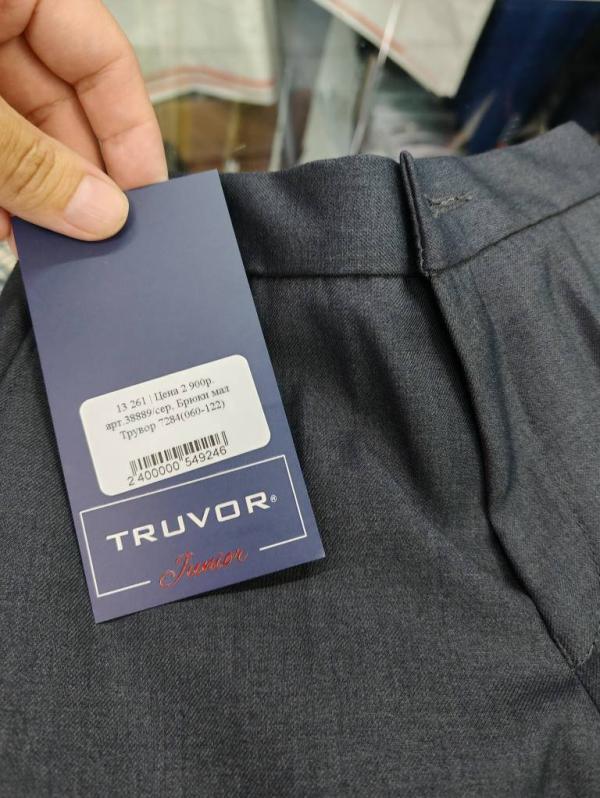 13 261 | Цена 2 900р.
арт.38889/сер. Брюки мал
Трувор 7284(060-122)
2 400000 549246
TRUVOR®
Junior